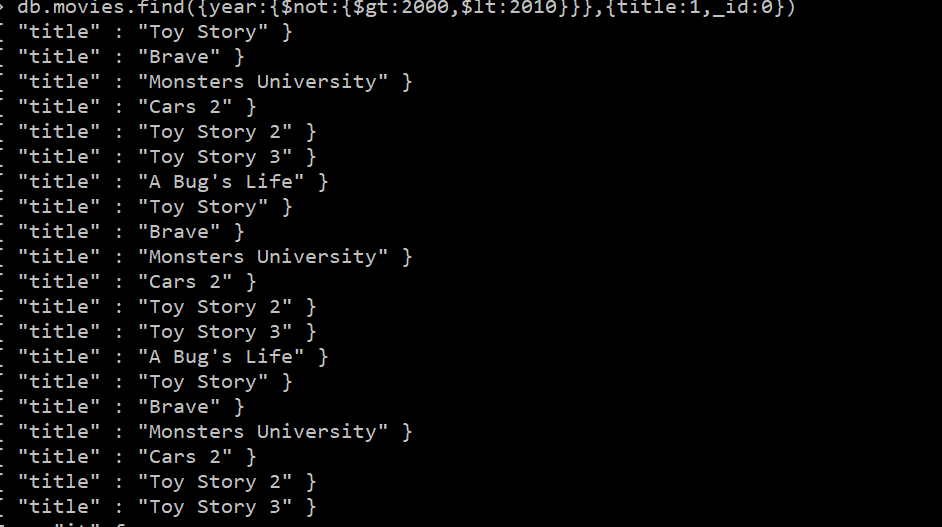 > db.movies.find({year:{$not:{$gt:2000,$lt:2010}}},{title:1,_id:0})
"title" : "Toy Story" }
"title" : "Brave" }
"title" : "Monsters University" }
"title" : "Cars 2" }
"title" : "Toy Story 2" }
"title" : "Toy Story 3" }
"title" : "A Bug's Life" }
"title" : "Toy Story" }
"title" : "Brave" }
"title" : "Monsters University" }
"title" : "Cars 2" }
"title" : "Toy Story 2" }
"title" : "Toy Story 3" }
"title" : "A Bug's Life" }
"title" : "Toy Story" }
"title" : "Brave" }
"title" : "Monsters University" }
"title" : "Cars 2" }
"title" : "Toy Story 2" }
"title" : "Toy Story 3" }